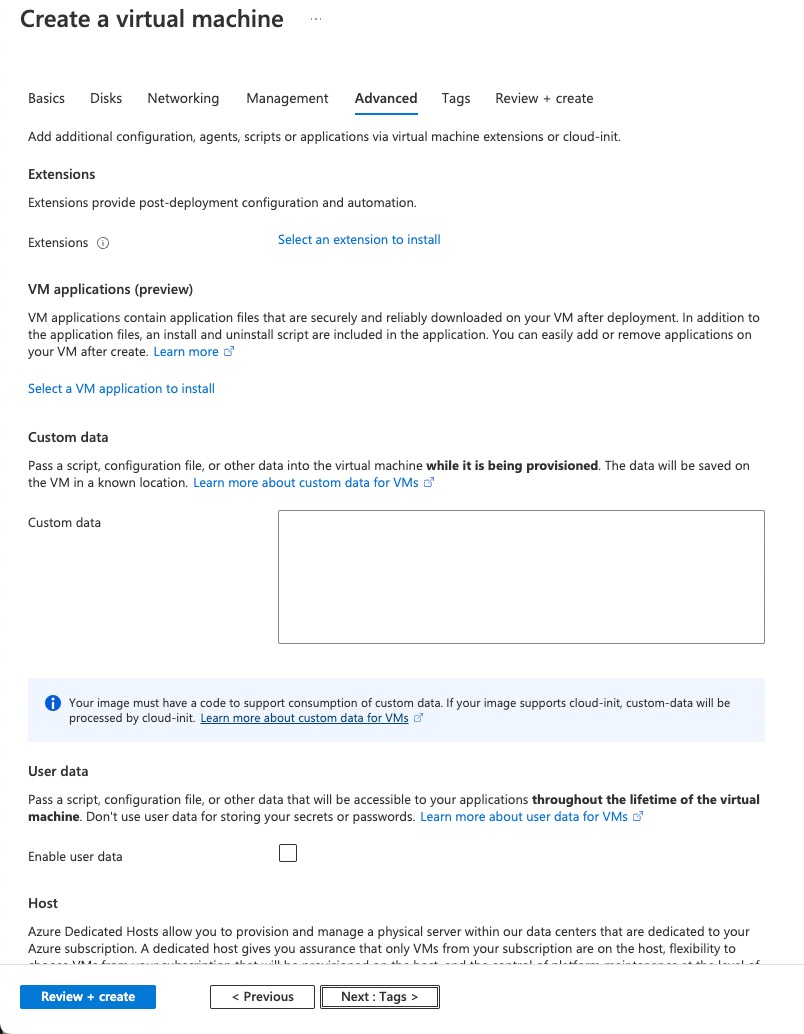 Create a virtual machine ...
Basics Disks Networking Management Advanced Tags Review + create
Add additional configuration, agents, scripts or applications via virtual machine extensions or cloud-init.
Extensions
Extensions provide post-deployment configuration and automation.
Extensions Select an extension to install
VM applications (preview)
VM applications contain application files that are securely and reliably downloaded on your VM after deployment. In addition to
the application files, an install and uninstall script are included in the application. You can easily add or remove applications on
your VM after create. Learn more
Select a VM application to install
Custom data
Pass a script, configuration file, or other data into the virtual machine while it is being provisioned. The data will be saved on
the VM in a known location. Learn more about custom data for VMs
Custom data
Your image must have a code to support consumption of custom data. If your image supports cloud-init, custom-data will be
processed by cloud-init. Learn more about custom data for VMs
User data
Pass a script, configuration file, or other data that will be accessible to your applications throughout the lifetime of the virtual
machine. Don't use user data for storing your secrets or passwords. Learn more about user data for VMs
Enable user data
Host
Azure Dedicated Hosts allow you to provision and manage a physical server within our data centers that are dedicated to your
Azure subscription. A dedicated host gives you assurance that only VMs from your subscription are on the host, flexibility to
Review + create < Previous Next : Tags >